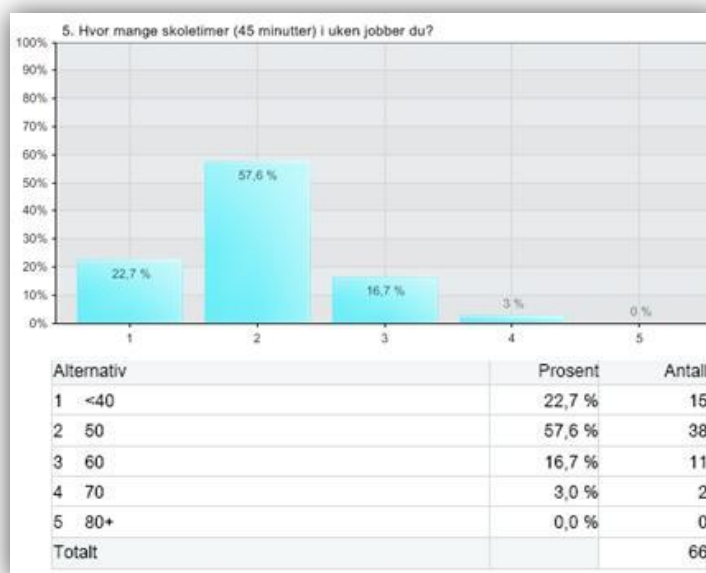 5. Hvor mange skoletimer (45 minutter) i uken jobber du?
100%
90%
80%
70%
60%
50%
40%
30%
20%
10%
0%
22,7 %
57,6 %
16,7 %
3 %
0 %
1 2 3 4 5
Alternativ Prosent Antall
1 <40 22,7 % 15
2 50 57,6 % 38
3 60 16,7 % 11
4 70 3,0 % 2
5 80+ 0,0 % 0
Totalt 66